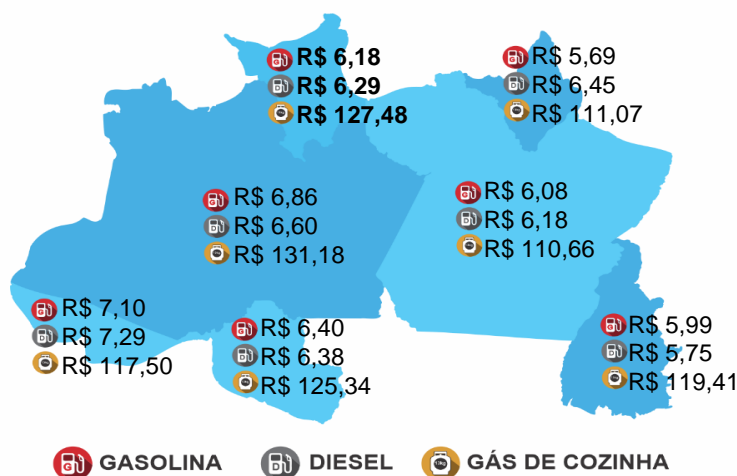 R$ 6,18
R$ 6,29
R$ 127,48
R$ 5,69
R$ 6,45
R$ 111,07
R$ 6,86
R$ 6,60
R$ 131,18
R$ 6,08
R$ 6,18
R$ 110,66
R$ 7,10
R$ 7,29
R$ 117,50
R$ 6,40
R$ 6,38
R$ 125,34
R$ 5,99
R$ 5,75
R$ 119,41
GASOLINA
DIESEL
GÁS DE COZINHA